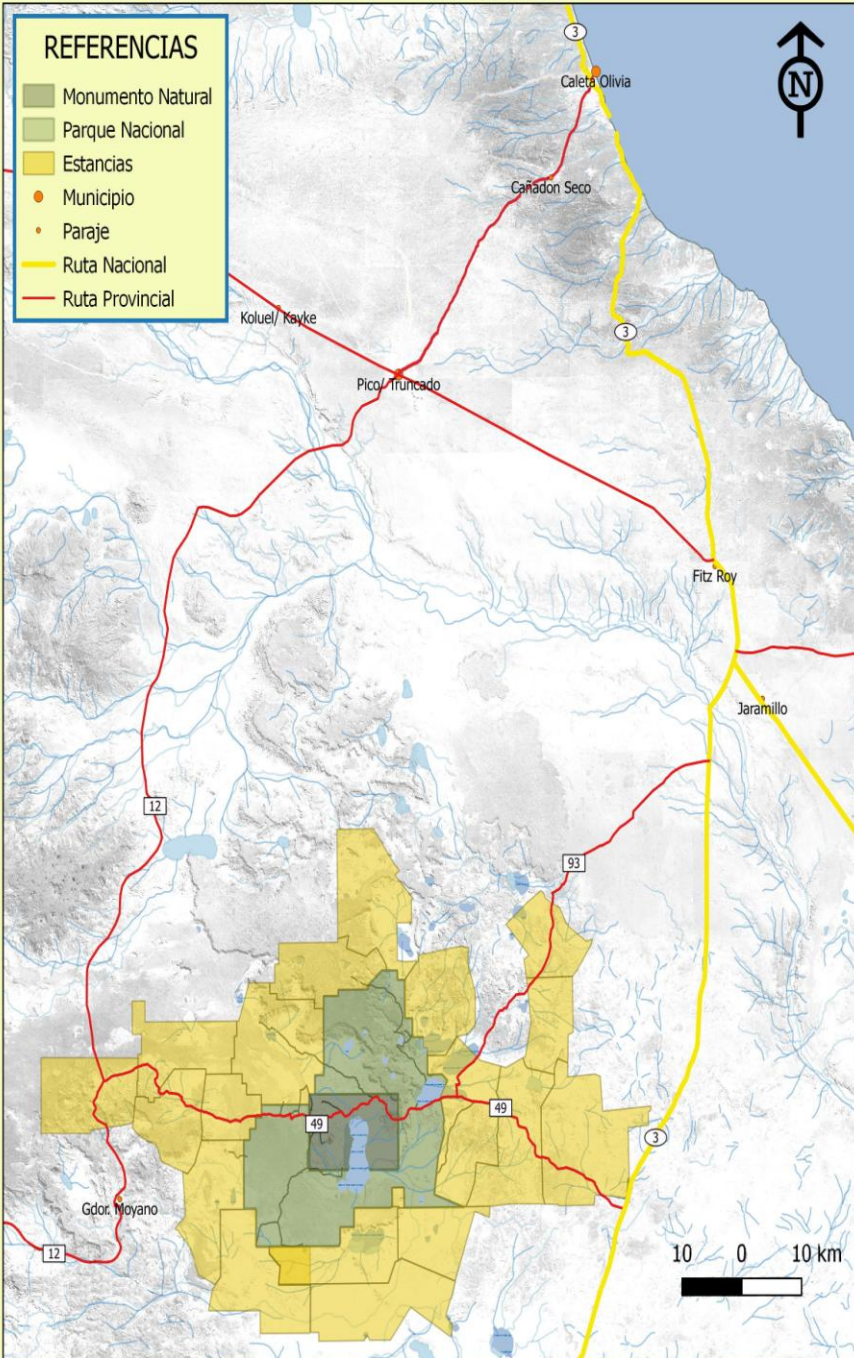 REFERENCIAS
Monumento Natural
Parque Nacional
Estancias
Municipio
Paraje
Ruta Nacional
Ruta Provincial
3
N
Caleta Olivia
Cañadon Seco
Koluel/ Kayke
3
Pico/ Truncado
Fitz Roy
Jaramillo
12
93
49
49
3
Gdor. Moyano
12
10 0 10 km